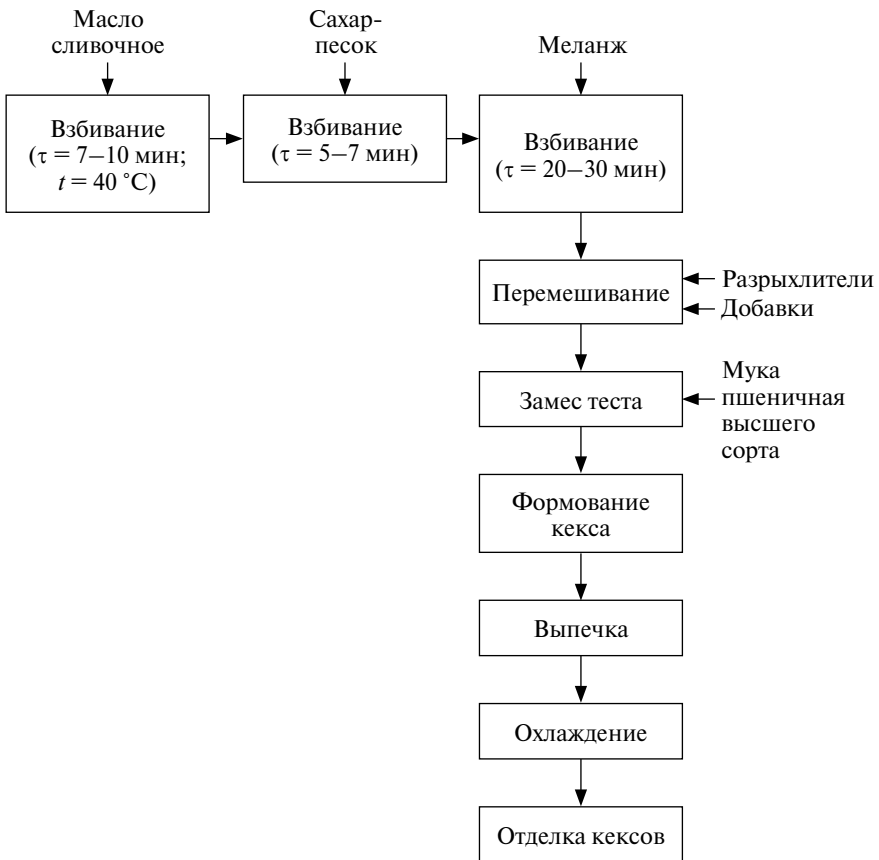 Масло
сливочное
Сахар-
песок
Меланж
Взбивание
(τ = 7–10 мин;
t = 40 °C)
Взбивание
(τ = 5–7 мин)
Взбивание
(τ = 20–30 мин)
Перемешивание
Разрыхлители
Добавки
Замес теста
Мука
пшеничная
высшего
сорта
Формование
кекса
Выпечка
Охлаждение
Отделка кексов